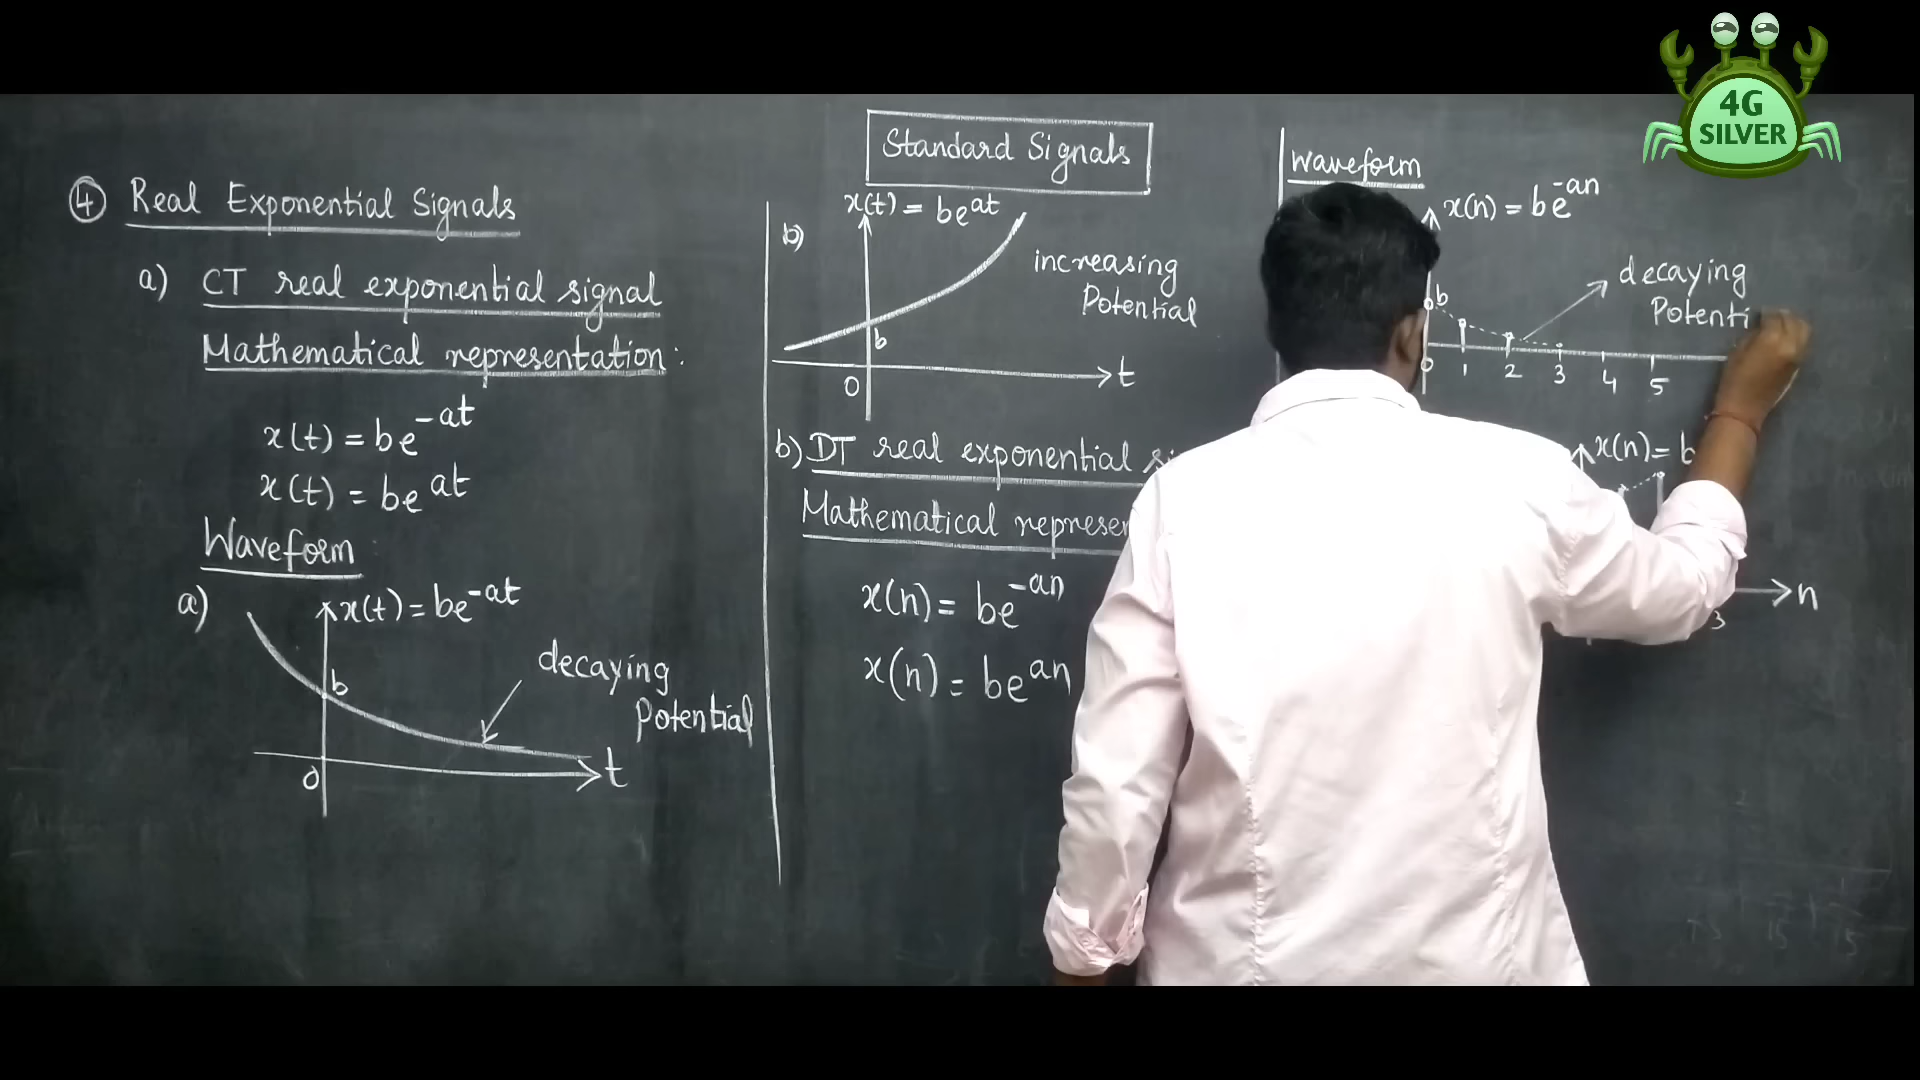 4G
SILVER
Standard Signals
④ Real Exponential Signals
a) CT real exponential signal
Mathematical representation:
x(t) = be^-at
x(t) = be^at
Waveform:
a)
x(t) = be^-at
b
decaying
Potential
0
t
b)
x(t) = be^at
increasing
Potential
b
0
t
b) DT real exponential
Mathematical
x(n) = be^-an
x(n) = be^an
Waveform
x(n) = be^-an
b
decaying
0 1 2 3 4 5
x(n) = b
3
n